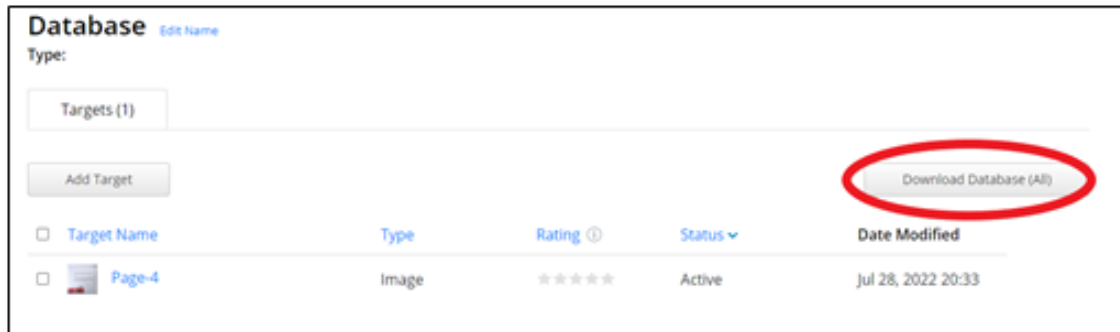 Database Edit Name
Type:
Targets (1)
Add Target Download Database (All)
Target Name Type Rating ⓘ Status Date Modified
Page-4 Image Active Jul 28, 2022 20:33